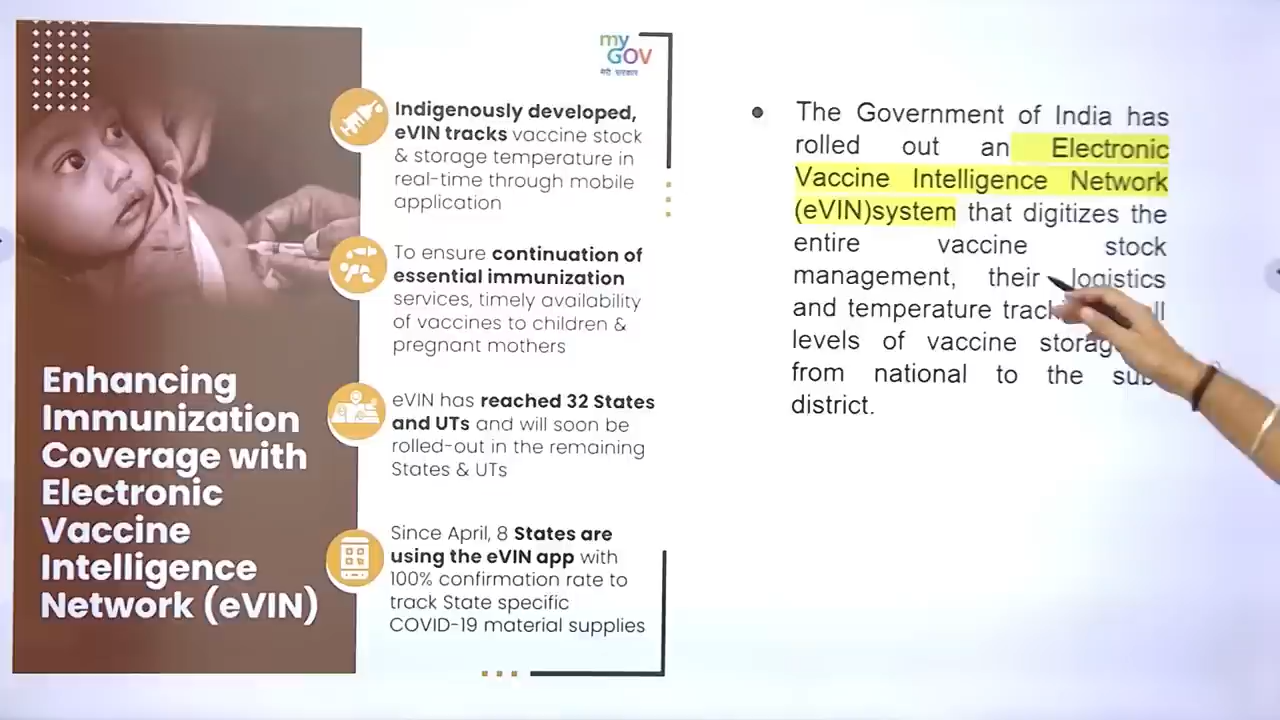 Enhancing
Immunization
Coverage with
Electronic
Vaccine
Intelligence
Network (eVIN)
my
GOV
मेरी सरकार
Indigenously developed,
eVIN tracks vaccine stock
& storage temperature in
real-time through mobile
application
To ensure continuation of
essential immunization
services, timely availability
of vaccines to children &
pregnant mothers
eVIN has reached 32 States
and UTs and will soon be
rolled-out in the remaining
States & UTs
Since April, 8 States are
using the eVIN app with
100% confirmation rate to
track State specific
COVID-19 material supplies
The Government of India has
rolled out an Electronic
Vaccine Intelligence Network
(eVIN)system that digitizes the
entire vaccine stock
management, their logistics
and temperature
levels of vaccine
from national to the
district.